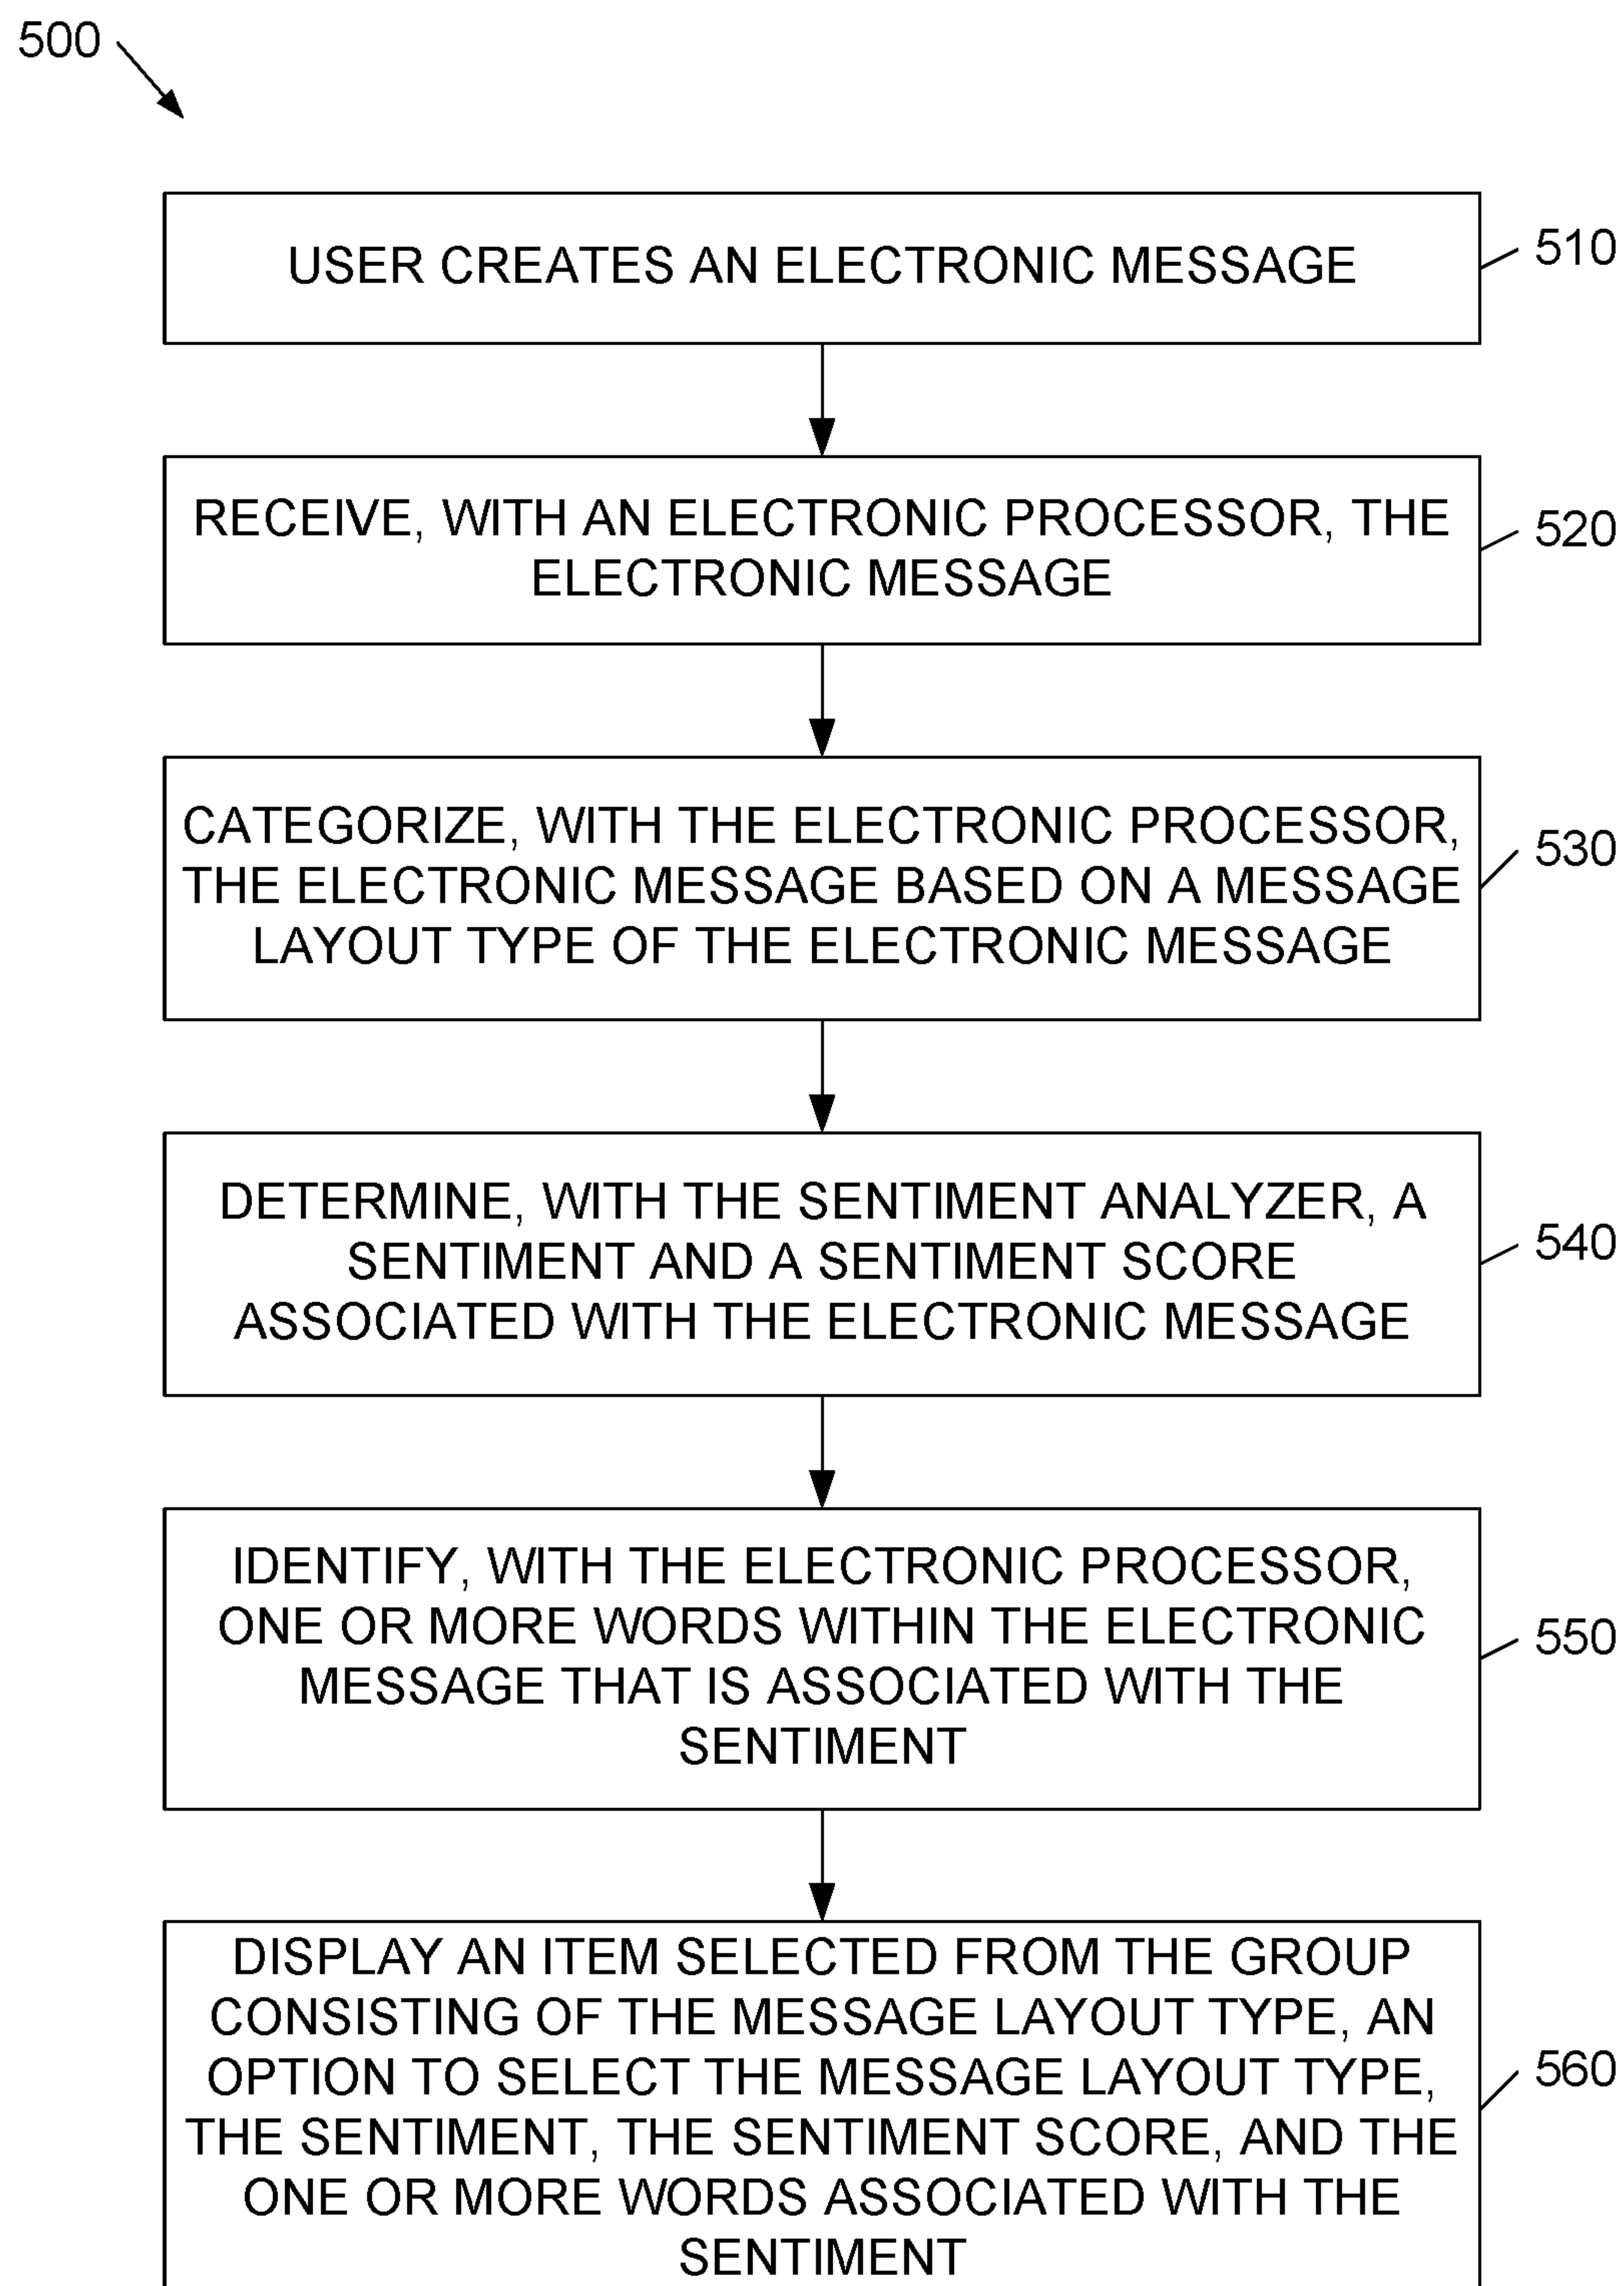 500
USER CREATES AN ELECTRONIC MESSAGE
510
RECEIVE, WITH AN ELECTRONIC PROCESSOR, THE
ELECTRONIC MESSAGE
520
CATEGORIZE, WITH THE ELECTRONIC PROCESSOR,
THE ELECTRONIC MESSAGE BASED ON A MESSAGE
LAYOUT TYPE OF THE ELECTRONIC MESSAGE
530
DETERMINE, WITH THE SENTIMENT ANALYZER, A
SENTIMENT AND A SENTIMENT SCORE
ASSOCIATED WITH THE ELECTRONIC MESSAGE
540
IDENTIFY, WITH THE ELECTRONIC PROCESSOR,
ONE OR MORE WORDS WITHIN THE ELECTRONIC
MESSAGE THAT IS ASSOCIATED WITH THE
SENTIMENT
550
DISPLAY AN ITEM SELECTED FROM THE GROUP
CONSISTING OF THE MESSAGE LAYOUT TYPE, AN
OPTION TO SELECT THE MESSAGE LAYOUT TYPE,
THE SENTIMENT, THE SENTIMENT SCORE, AND THE
ONE OR MORE WORDS ASSOCIATED WITH THE
SENTIMENT
560